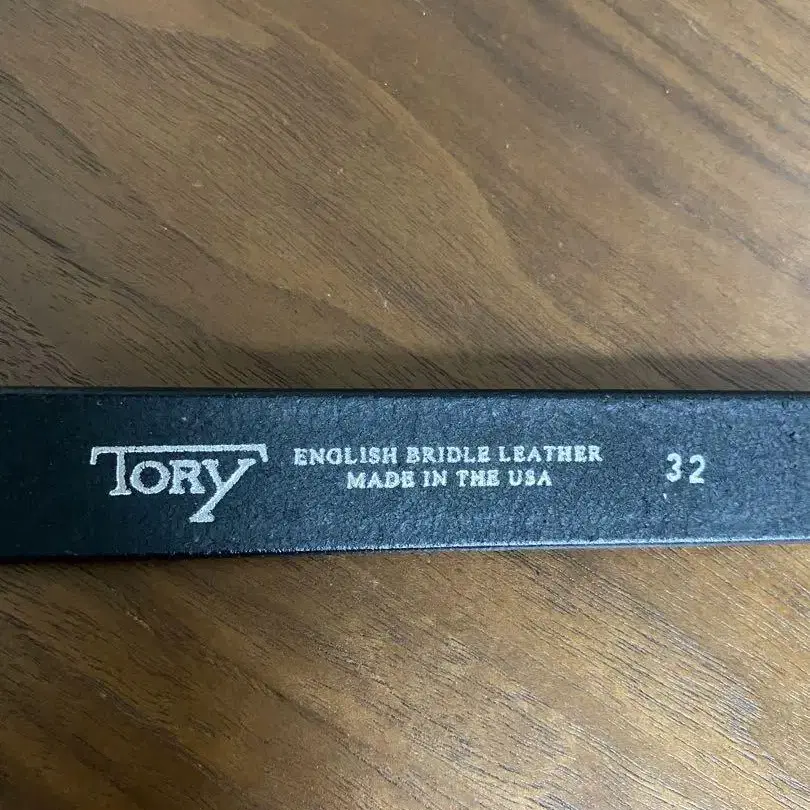 TORY
ENGLISH BRIDLE LEATHER
MADE IN THE USA
32